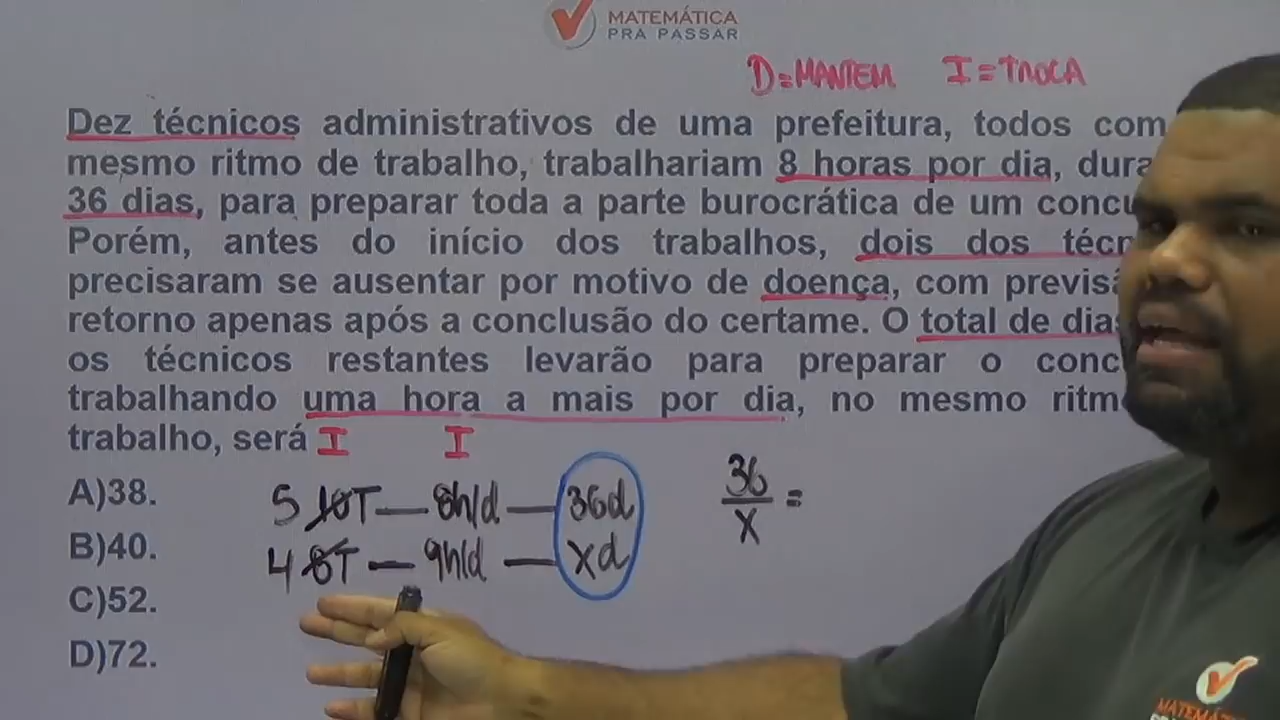 MATEMÁTICA
PRA PASSAR
D=MANTEM I=TROCA
Dez técnicos administrativos de uma prefeitura, todos com
mesmo ritmo de trabalho, trabalhariam 8 horas por dia, dura
36 dias, para preparar toda a parte burocrática de um concu
Porém, antes do início dos trabalhos, dois dos técn
precisaram se ausentar por motivo de doença, com previsã
retorno apenas após a conclusão do certame. O total de dias
os técnicos restantes levarão para preparar o conc
trabalhando uma hora a mais por dia, no mesmo ritm
trabalho, será I I
A)38.
B)40.
C)52.
D)72.
5 10T — 8h/d — 36d
4 8T — 9h/d — xd
36
x =
MATEMÁT